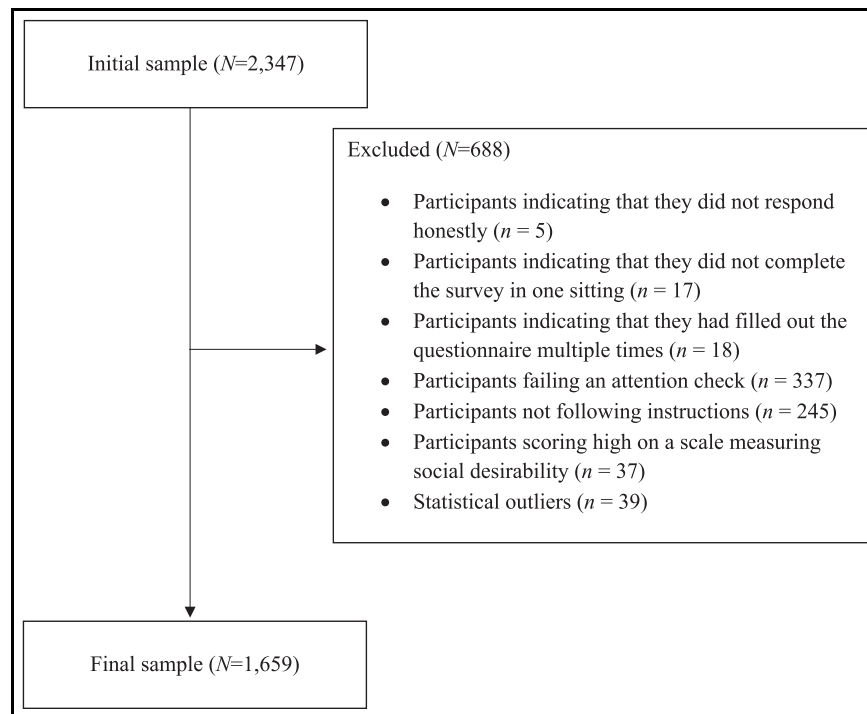 Initial sample (N=2,347)
Excluded (N=688)
• Participants indicating that they did not respond
honestly (n = 5)
• Participants indicating that they did not complete
the survey in one sitting (n = 17)
• Participants indicating that they had filled out the
questionnaire multiple times (n = 18)
• Participants failing an attention check (n = 337)
• Participants not following instructions (n = 245)
• Participants scoring high on a scale measuring
social desirability (n = 37)
• Statistical outliers (n = 39)
Final sample (N=1,659)